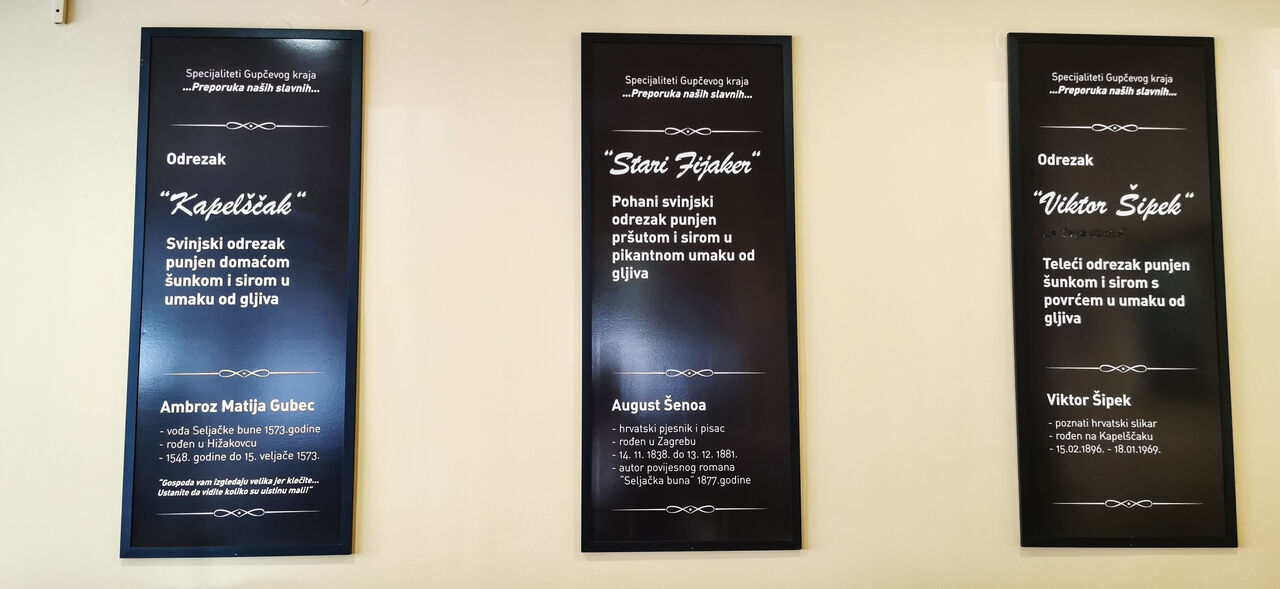 Specijaliteti Gupčevog kraja
...Preporuka naših slavnih...
Odrezak
“Kapelščak“
Svinjski odrezak
punjen domaćom
šunkom i sirom u
umaku od gljiva
Ambroz Matija Gubec
- vođa Seljačke bune 1573.godine
- rođen u Hižakovcu
- 1548. godine do 15. veljače 1573.
“Gospoda vam izgledaju velika jer klečite...
Ustanite da vidite koliko su uistinu mali!“
Specijaliteti Gupčevog kraja
...Preporuka naših slavnih...
“Stari Fijaker“
Pohani svinjski
odrezak punjen
pršutom i sirom u
pikantnom umaku od
gljiva
August Šenoa
- hrvatski pjesnik i pisac
- rođen u Zagrebu
- 14. 11. 1838. do 13. 12. 1881.
- autor povijesnog romana
“Seljačka buna“ 1877.godine
Specijaliteti Gupčevog kraja
...Preporuka naših slavnih...
Odrezak
“Viktor Šipek“
Teleći odrezak punjen
šunkom i sirom s
povrćem u umaku od
gljiva
Viktor Šipek
- poznati hrvatski slikar
- rođen na Kapelščaku
- 15.02.1896. - 18.01.1969.